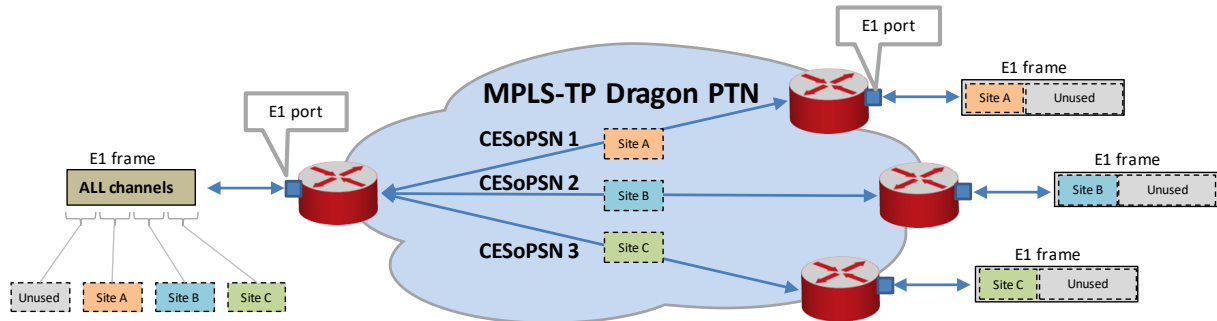 E1 port
E1 frame
Site A
Unused
MPLS-TP Dragon PTN
E1 port
CESoPSN 1
Site A
E1 frame
ALL channels
CESoPSN 2
Site B
E1 frame
Site B
Unused
CESoPSN 3
Site C
E1 frame
Site C
Unused
Unused
Site A
Site B
Site C